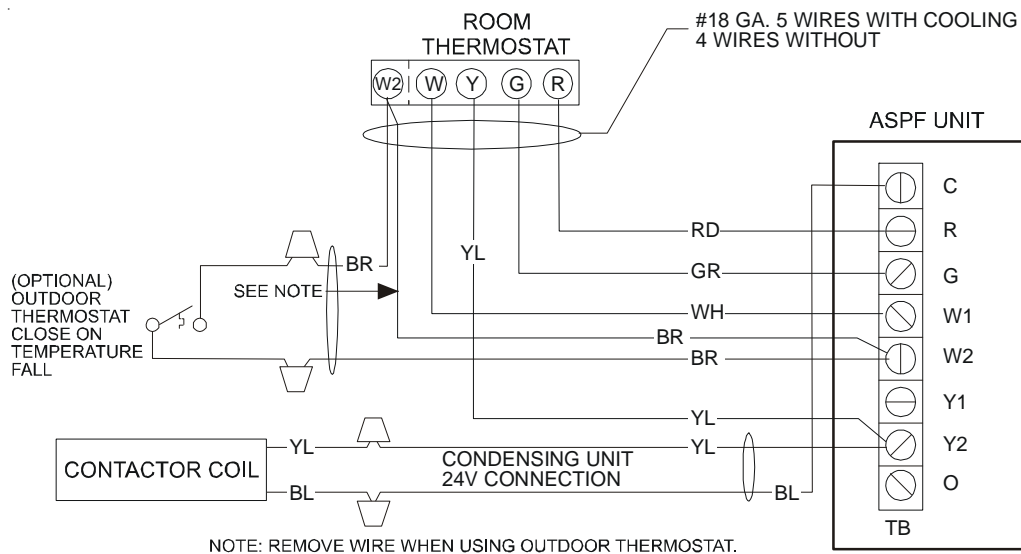 #18 GA. 5 WIRES WITH COOLING
4 WIRES WITHOUT
ROOM
THERMOSTAT
W2 W Y G R
ASPF UNIT
C
RD
R
YL
GR
G
BR
(OPTIONAL)
OUTDOOR
THERMOSTAT
CLOSE ON
TEMPERATURE
FALL
SEE NOTE
WH
W1
BR
BR
W2
Y1
YL
YL
YL
Y2
CONTACTOR COIL
CONDENSING UNIT
24V CONNECTION
BL
BL
O
TB
NOTE: REMOVE WIRE WHEN USING OUTDOOR THERMOSTAT.